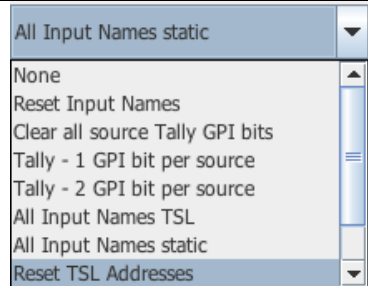 All Input Names static
None
Reset Input Names
Clear all source Tally GPI bits
Tally - 1 GPI bit per source
Tally - 2 GPI bit per source
All Input Names TSL
All Input Names static
Reset TSL Addresses